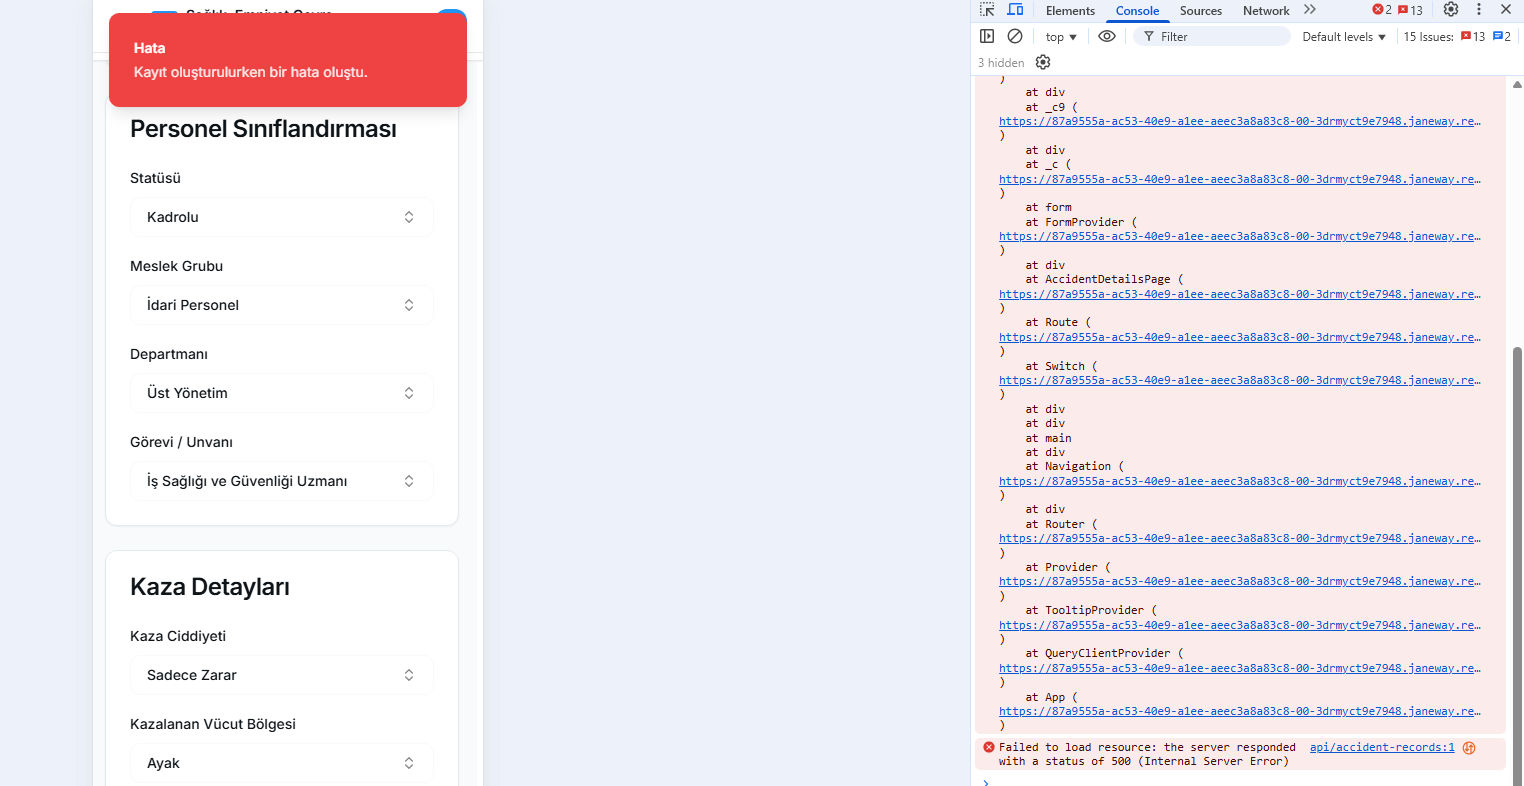 Hata
Kayıt oluşturulurken bir hata oluştu.
Personel Sınıflandırması
Statüsü
Kadrolu
Meslek Grubu
İdari Personel
Departmanı
Üst Yönetim
Görevi / Unvanı
İş Sağlığı ve Güvenliği Uzmanı
Kaza Detayları
Kaza Ciddiyeti
Sadece Zarar
Kazalanan Vücut Bölgesi
Ayak
Elements Console Sources Network 2 13
top Filter Default levels 15 Issues: 13 2
3 hidden
)
at div
at _c9 (
https://87a9555a-ac53-40e9-a1ee-aeec3a8a83c8-00-3drmyct9e7948.janeway.re…
)
at div
at _c (
https://87a9555a-ac53-40e9-a1ee-aeec3a8a83c8-00-3drmyct9e7948.janeway.re…
)
at form
at FormProvider (
https://87a9555a-ac53-40e9-a1ee-aeec3a8a83c8-00-3drmyct9e7948.janeway.re…
)
at div
at AccidentDetailsPage (
https://87a9555a-ac53-40e9-a1ee-aeec3a8a83c8-00-3drmyct9e7948.janeway.re…
)
at Route (
https://87a9555a-ac53-40e9-a1ee-aeec3a8a83c8-00-3drmyct9e7948.janeway.re…
)
at Switch (
https://87a9555a-ac53-40e9-a1ee-aeec3a8a83c8-00-3drmyct9e7948.janeway.re…
)
at div
at div
at main
at div
at Navigation (
https://87a9555a-ac53-40e9-a1ee-aeec3a8a83c8-00-3drmyct9e7948.janeway.re…
)
at div
at Router (
https://87a9555a-ac53-40e9-a1ee-aeec3a8a83c8-00-3drmyct9e7948.janeway.re…
)
at Provider (
https://87a9555a-ac53-40e9-a1ee-aeec3a8a83c8-00-3drmyct9e7948.janeway.re…
)
at TooltipProvider (
https://87a9555a-ac53-40e9-a1ee-aeec3a8a83c8-00-3drmyct9e7948.janeway.re…
)
at QueryClientProvider (
https://87a9555a-ac53-40e9-a1ee-aeec3a8a83c8-00-3drmyct9e7948.janeway.re…
)
at App (
https://87a9555a-ac53-40e9-a1ee-aeec3a8a83c8-00-3drmyct9e7948.janeway.re…
)
Failed to load resource: the server responded api/accident-records:1
with a status of 500 (Internal Server Error)